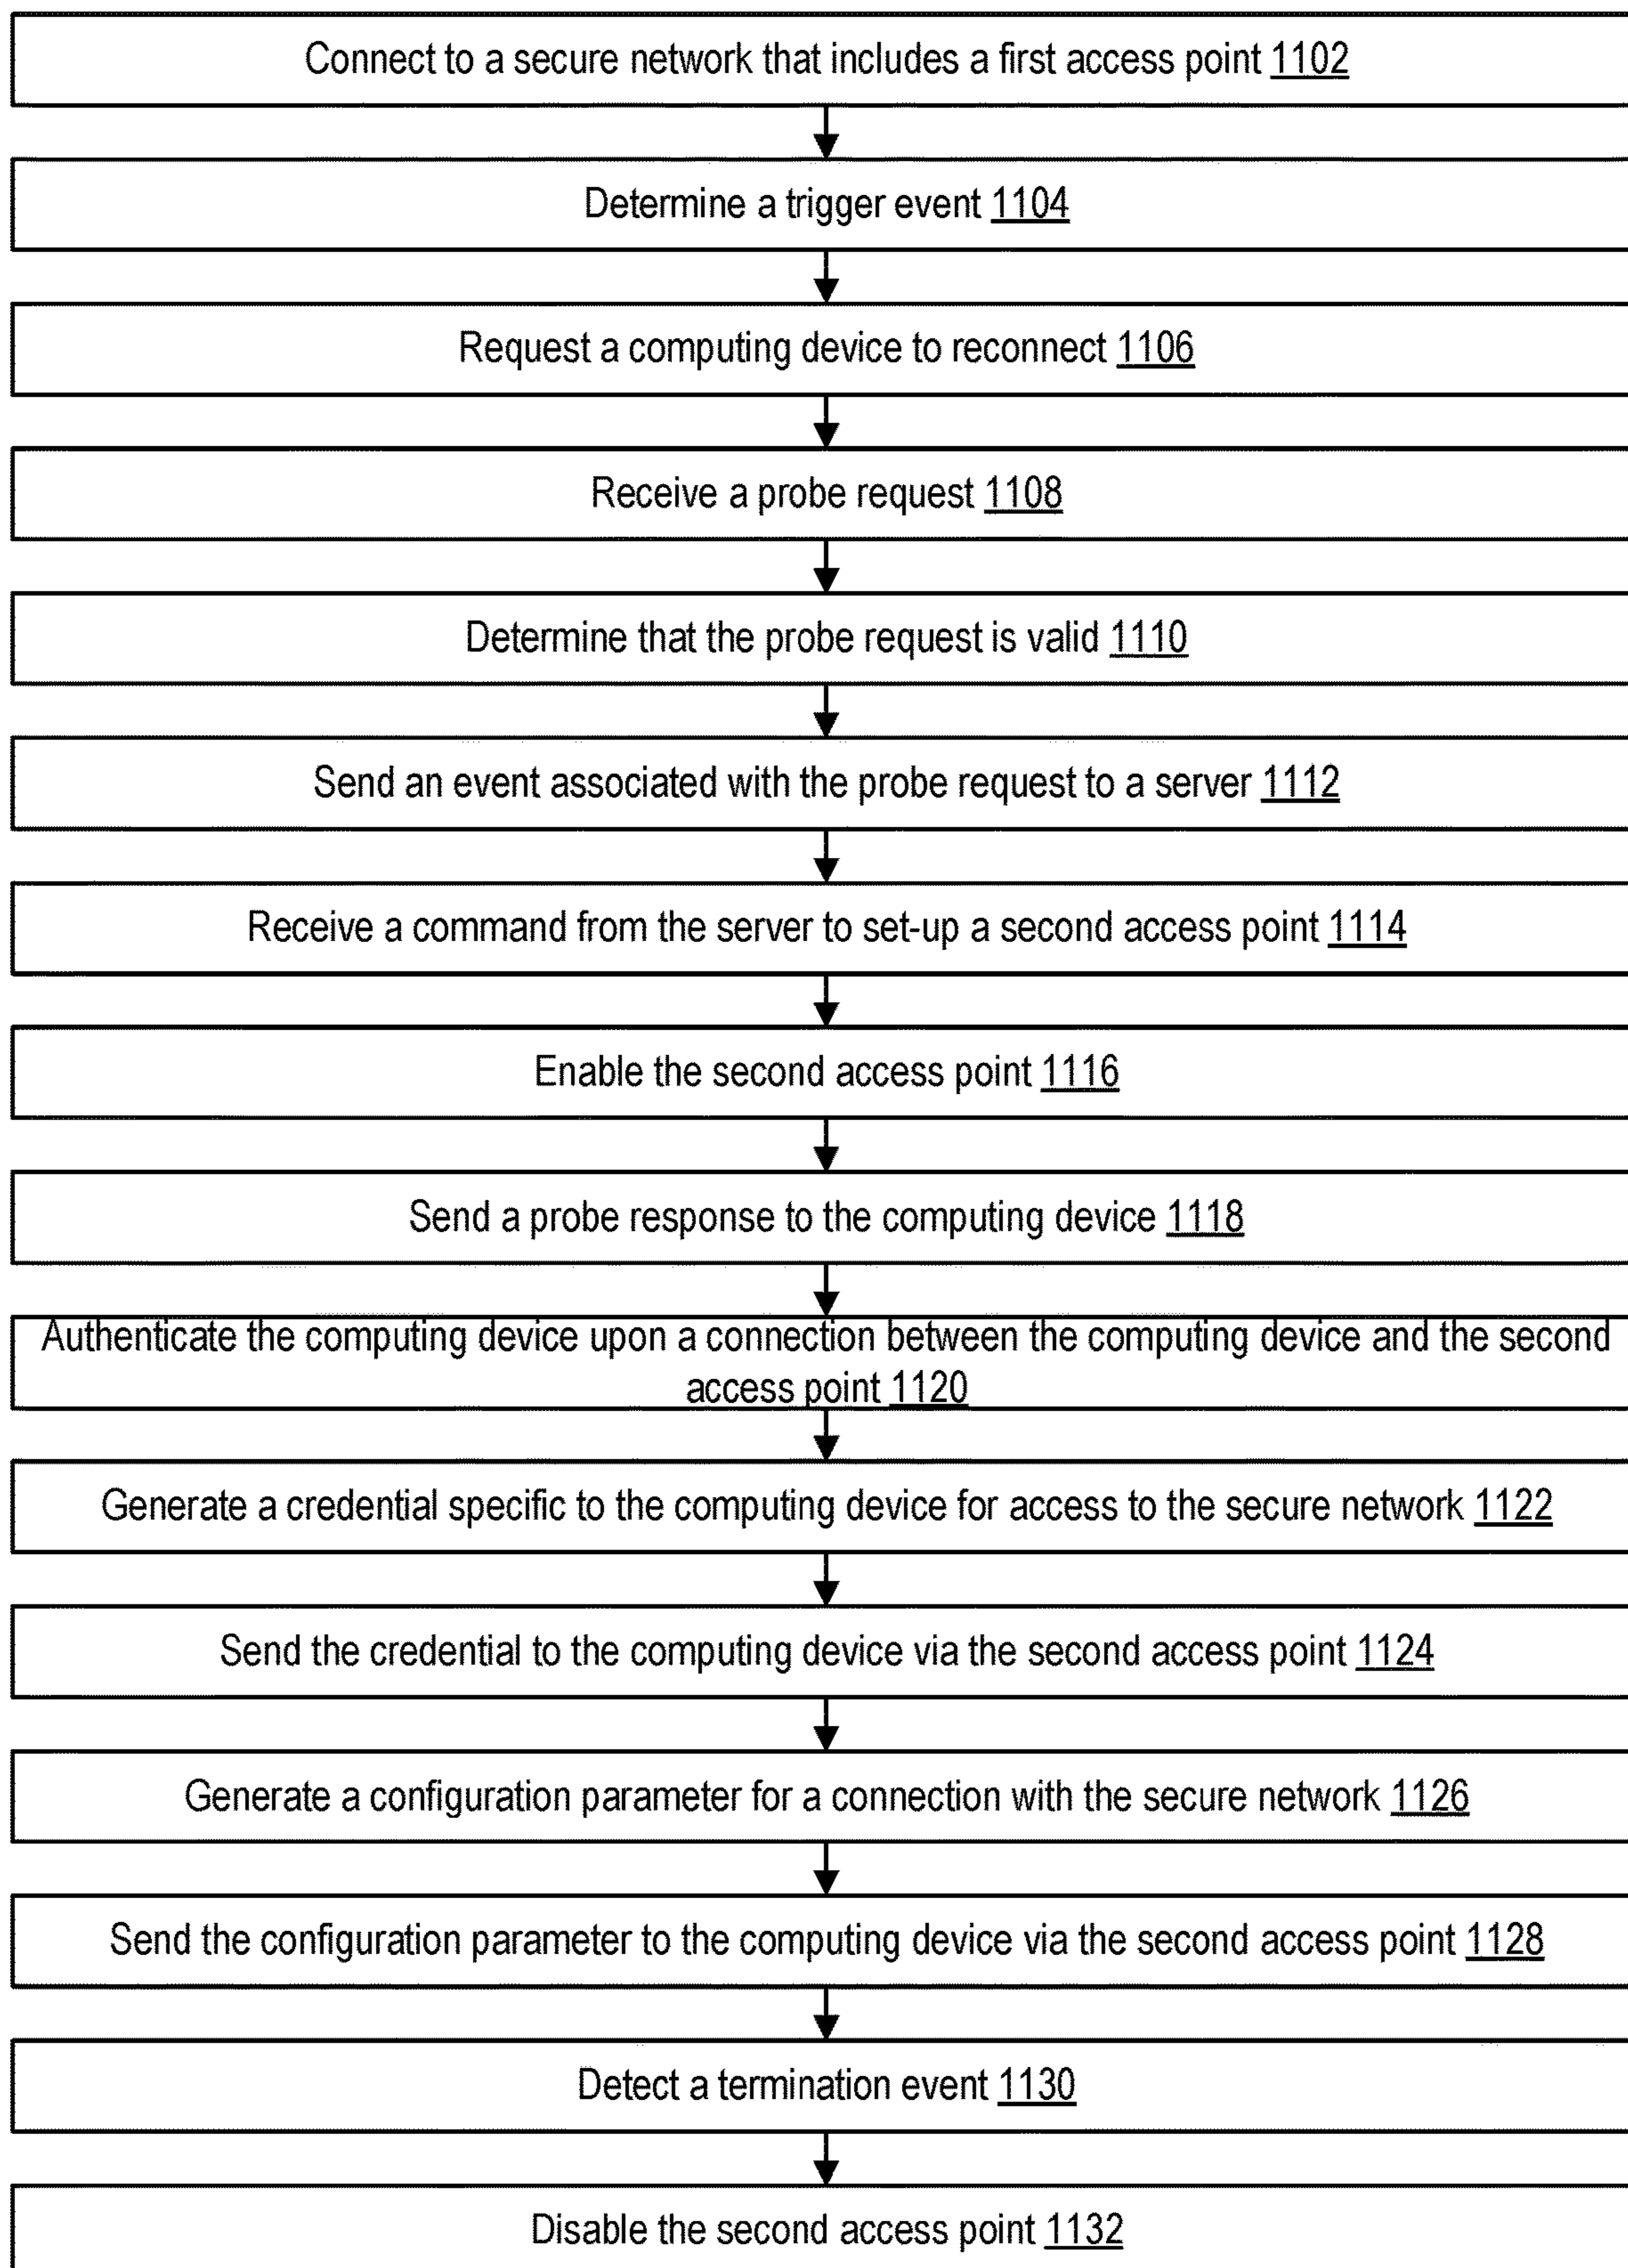 Connect to a secure network that includes a first access point 1102
Determine a trigger event 1104
Request a computing device to reconnect 1106
Receive a probe request 1108
Determine that the probe request is valid 1110
Send an event associated with the probe request to a server 1112
Receive a command from the server to set-up a second access point 1114
Enable the second access point 1116
Send a probe response to the computing device 1118
Authenticate the computing device upon a connection between the computing device and the second
access point 1120
Generate a credential specific to the computing device for access to the secure network 1122
Send the credential to the computing device via the second access point 1124
Generate a configuration parameter for a connection with the secure network 1126
Send the configuration parameter to the computing device via the second access point 1128
Detect a termination event 1130
Disable the second access point 1132